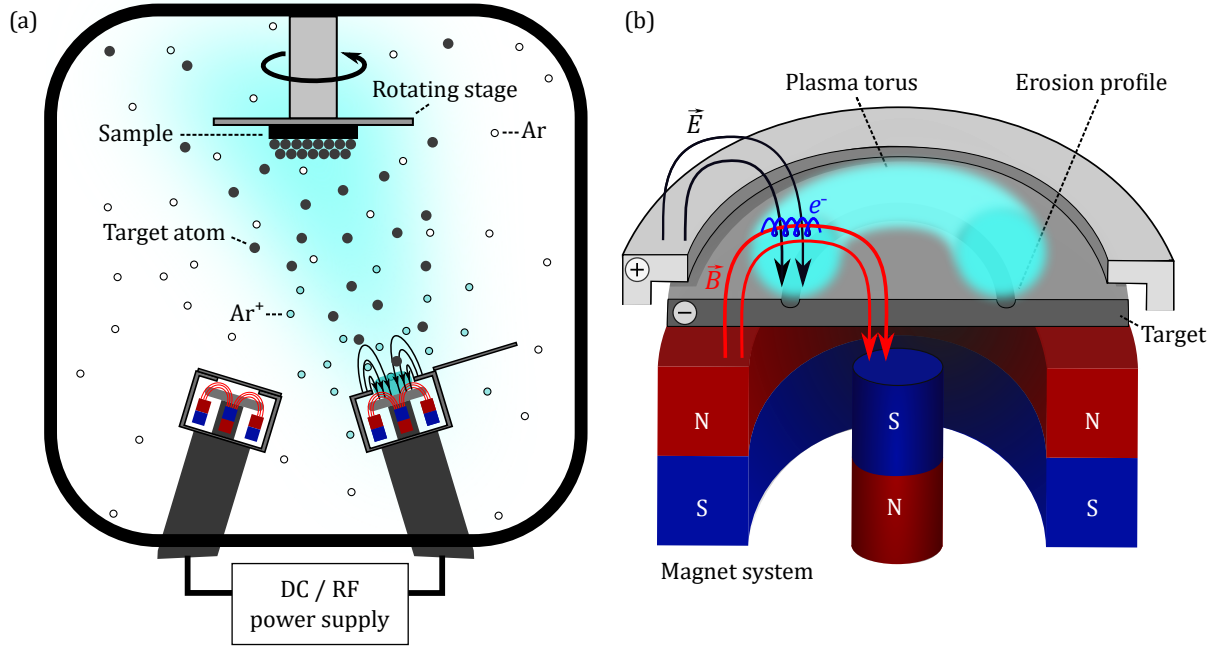 (a)
Rotating stage
Sample
Ar
Target atom
Ar⁺
DC / RF
power supply
(b)
Plasma torus
Erosion profile
E⃗
e⁻
B⃗
+
−
Target
N
S
N
S
N
S
Magnet system